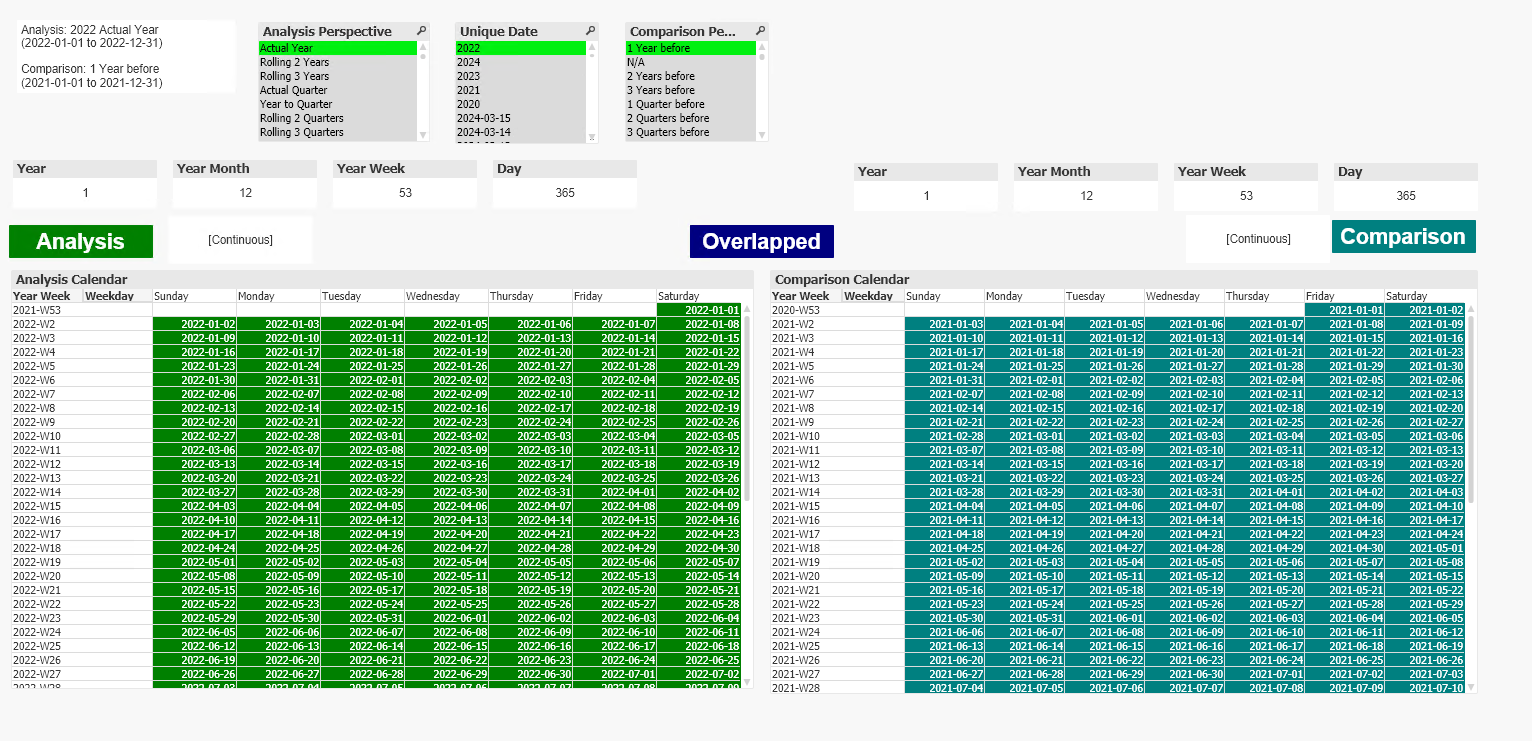 Analysis: 2022 Actual Year
(2022-01-01 to 2022-12-31)
Comparison: 1 Year before
(2021-01-01 to 2021-12-31)
Analysis Perspective
Actual Year
Rolling 2 Years
Rolling 3 Years
Actual Quarter
Year to Quarter
Rolling 2 Quarters
Rolling 3 Quarters
Unique Date
2022
2024
2023
2021
2020
2024-03-15
2024-03-14
Comparison Pe...
1 Year before
N/A
2 Years before
3 Years before
1 Quarter before
2 Quarters before
3 Quarters before
Year Year Month Year Week Day
1 12 53 365
Year Year Month Year Week Day
1 12 53 365
Analysis [Continuous] Overlapped [Continuous] Comparison
Analysis Calendar
Year Week Weekday Sunday Monday Tuesday Wednesday Thursday Friday Saturday
2021-W53 2022-01-01
2022-W2 2022-01-02 2022-01-03 2022-01-04 2022-01-05 2022-01-06 2022-01-07 2022-01-08
2022-W3 2022-01-09 2022-01-10 2022-01-11 2022-01-12 2022-01-13 2022-01-14 2022-01-15
2022-W4 2022-01-16 2022-01-17 2022-01-18 2022-01-19 2022-01-20 2022-01-21 2022-01-22
2022-W5 2022-01-23 2022-01-24 2022-01-25 2022-01-26 2022-01-27 2022-01-28 2022-01-29
2022-W6 2022-01-30 2022-01-31 2022-02-01 2022-02-02 2022-02-03 2022-02-04 2022-02-05
2022-W7 2022-02-06 2022-02-07 2022-02-08 2022-02-09 2022-02-10 2022-02-11 2022-02-12
2022-W8 2022-02-13 2022-02-14 2022-02-15 2022-02-16 2022-02-17 2022-02-18 2022-02-19
2022-W9 2022-02-20 2022-02-21 2022-02-22 2022-02-23 2022-02-24 2022-02-25 2022-02-26
2022-W10 2022-02-27 2022-02-28 2022-03-01 2022-03-02 2022-03-03 2022-03-04 2022-03-05
2022-W11 2022-03-06 2022-03-07 2022-03-08 2022-03-09 2022-03-10 2022-03-11 2022-03-12
2022-W12 2022-03-13 2022-03-14 2022-03-15 2022-03-16 2022-03-17 2022-03-18 2022-03-19
2022-W13 2022-03-20 2022-03-21 2022-03-22 2022-03-23 2022-03-24 2022-03-25 2022-03-26
2022-W14 2022-03-27 2022-03-28 2022-03-29 2022-03-30 2022-03-31 2022-04-01 2022-04-02
2022-W15 2022-04-03 2022-04-04 2022-04-05 2022-04-06 2022-04-07 2022-04-08 2022-04-09
2022-W16 2022-04-10 2022-04-11 2022-04-12 2022-04-13 2022-04-14 2022-04-15 2022-04-16
2022-W17 2022-04-17 2022-04-18 2022-04-19 2022-04-20 2022-04-21 2022-04-22 2022-04-23
2022-W18 2022-04-24 2022-04-25 2022-04-26 2022-04-27 2022-04-28 2022-04-29 2022-04-30
2022-W19 2022-05-01 2022-05-02 2022-05-03 2022-05-04 2022-05-05 2022-05-06 2022-05-07
2022-W20 2022-05-08 2022-05-09 2022-05-10 2022-05-11 2022-05-12 2022-05-13 2022-05-14
2022-W21 2022-05-15 2022-05-16 2022-05-17 2022-05-18 2022-05-19 2022-05-20 2022-05-21
2022-W22 2022-05-22 2022-05-23 2022-05-24 2022-05-25 2022-05-26 2022-05-27 2022-05-28
2022-W23 2022-05-29 2022-05-30 2022-05-31 2022-06-01 2022-06-02 2022-06-03 2022-06-04
2022-W24 2022-06-05 2022-06-06 2022-06-07 2022-06-08 2022-06-09 2022-06-10 2022-06-11
2022-W25 2022-06-12 2022-06-13 2022-06-14 2022-06-15 2022-06-16 2022-06-17 2022-06-18
2022-W26 2022-06-19 2022-06-20 2022-06-21 2022-06-22 2022-06-23 2022-06-24 2022-06-25
2022-W27 2022-06-26 2022-06-27 2022-06-28 2022-06-29 2022-06-30 2022-07-01 2022-07-02
2022-W28 2022-07-03 2022-07-04 2022-07-05 2022-07-06 2022-07-07 2022-07-08 2022-07-09
Comparison Calendar
Year Week Weekday Sunday Monday Tuesday Wednesday Thursday Friday Saturday
2020-W53 2021-01-01 2021-01-02
2021-W2 2021-01-03 2021-01-04 2021-01-05 2021-01-06 2021-01-07 2021-01-08 2021-01-09
2021-W3 2021-01-10 2021-01-11 2021-01-12 2021-01-13 2021-01-14 2021-01-15 2021-01-16
2021-W4 2021-01-17 2021-01-18 2021-01-19 2021-01-20 2021-01-21 2021-01-22 2021-01-23
2021-W5 2021-01-24 2021-01-25 2021-01-26 2021-01-27 2021-01-28 2021-01-29 2021-01-30
2021-W6 2021-01-31 2021-02-01 2021-02-02 2021-02-03 2021-02-04 2021-02-05 2021-02-06
2021-W7 2021-02-07 2021-02-08 2021-02-09 2021-02-10 2021-02-11 2021-02-12 2021-02-13
2021-W8 2021-02-14 2021-02-15 2021-02-16 2021-02-17 2021-02-18 2021-02-19 2021-02-20
2021-W9 2021-02-21 2021-02-22 2021-02-23 2021-02-24 2021-02-25 2021-02-26 2021-02-27
2021-W10 2021-02-28 2021-03-01 2021-03-02 2021-03-03 2021-03-04 2021-03-05 2021-03-06
2021-W11 2021-03-07 2021-03-08 2021-03-09 2021-03-10 2021-03-11 2021-03-12 2021-03-13
2021-W12 2021-03-14 2021-03-15 2021-03-16 2021-03-17 2021-03-18 2021-03-19 2021-03-20
2021-W13 2021-03-21 2021-03-22 2021-03-23 2021-03-24 2021-03-25 2021-03-26 2021-03-27
2021-W14 2021-03-28 2021-03-29 2021-03-30 2021-03-31 2021-04-01 2021-04-02 2021-04-03
2021-W15 2021-04-04 2021-04-05 2021-04-06 2021-04-07 2021-04-08 2021-04-09 2021-04-10
2021-W16 2021-04-11 2021-04-12 2021-04-13 2021-04-14 2021-04-15 2021-04-16 2021-04-17
2021-W17 2021-04-18 2021-04-19 2021-04-20 2021-04-21 2021-04-22 2021-04-23 2021-04-24
2021-W18 2021-04-25 2021-04-26 2021-04-27 2021-04-28 2021-04-29 2021-04-30 2021-05-01
2021-W19 2021-05-02 2021-05-03 2021-05-04 2021-05-05 2021-05-06 2021-05-07 2021-05-08
2021-W20 2021-05-09 2021-05-10 2021-05-11 2021-05-12 2021-05-13 2021-05-14 2021-05-15
2021-W21 2021-05-16 2021-05-17 2021-05-18 2021-05-19 2021-05-20 2021-05-21 2021-05-22
2021-W22 2021-05-23 2021-05-24 2021-05-25 2021-05-26 2021-05-27 2021-05-28 2021-05-29
2021-W23 2021-05-30 2021-05-31 2021-06-01 2021-06-02 2021-06-03 2021-06-04 2021-06-05
2021-W24 2021-06-06 2021-06-07 2021-06-08 2021-06-09 2021-06-10 2021-06-11 2021-06-12
2021-W25 2021-06-13 2021-06-14 2021-06-15 2021-06-16 2021-06-17 2021-06-18 2021-06-19
2021-W26 2021-06-20 2021-06-21 2021-06-22 2021-06-23 2021-06-24 2021-06-25 2021-06-26
2021-W27 2021-06-27 2021-06-28 2021-06-29 2021-06-30 2021-07-01 2021-07-02 2021-07-03
2021-W28 2021-07-04 2021-07-05 2021-07-06 2021-07-07 2021-07-08 2021-07-09 2021-07-10